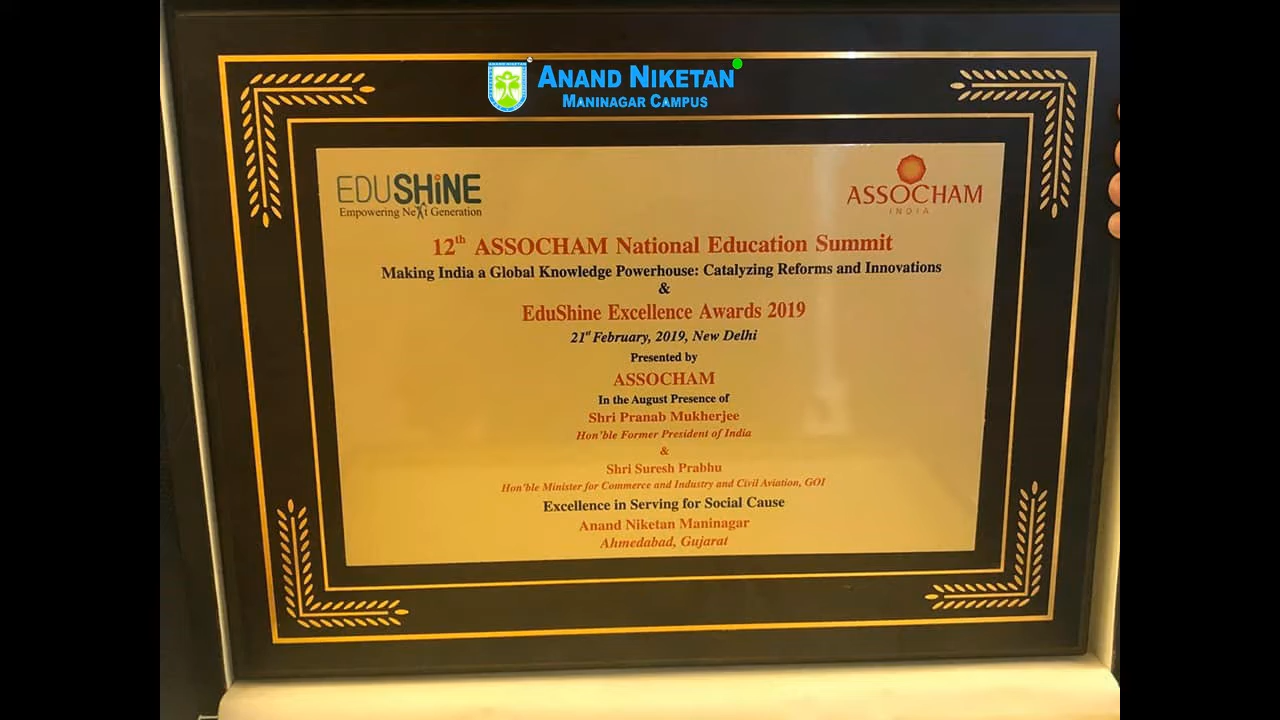 ANAND NIKETAN
MANINAGAR CAMPUS
EDUSHiNE
Empowering NeXt Generation
ASSOCHAM
INDIA
12th ASSOCHAM National Education Summit
Making India a Global Knowledge Powerhouse: Catalyzing Reforms and Innovations
&
EduShine Excellence Awards 2019
21st February, 2019, New Delhi
Presented by
ASSOCHAM
In the August Presence of
Shri Pranab Mukherjee
Hon'ble Former President of India
&
Shri Suresh Prabhu
Hon'ble Minister for Commerce and Industry and Civil Aviation, GOI
Excellence in Serving for Social Cause
Anand Niketan Maninagar
Ahmedabad, Gujarat